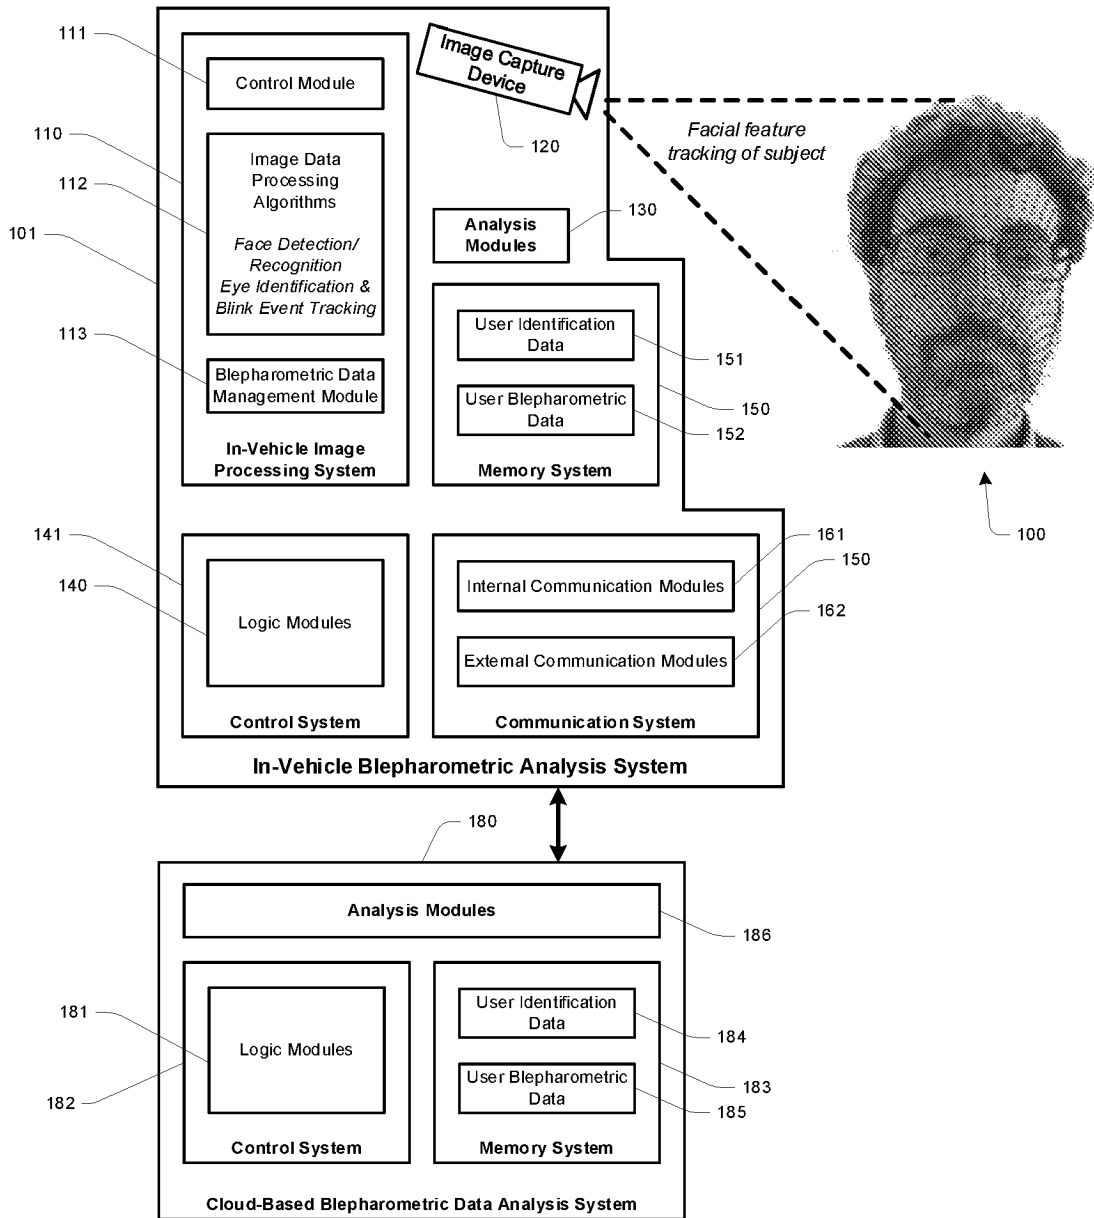 111
Control Module
Image Capture
Device
120
Facial feature
tracking of subject
110
112
101
Image Data
Processing
Algorithms
Face Detection/
Recognition
Eye Identification &
Blink Event Tracking
130
Analysis
Modules
113
Blepharometric Data
Management Module
In-Vehicle Image
Processing System
User Identification
Data
151
150
User Blepharometric
Data
152
Memory System
100
141
140
Logic Modules
Control System
161
150
Internal Communication Modules
162
External Communication Modules
Communication System
In-Vehicle Blepharometric Analysis System
180
Analysis Modules
186
181
182
Logic Modules
Control System
User Identification
Data
184
183
User Blepharometric
Data
185
Memory System
Cloud-Based Blepharometric Data Analysis System